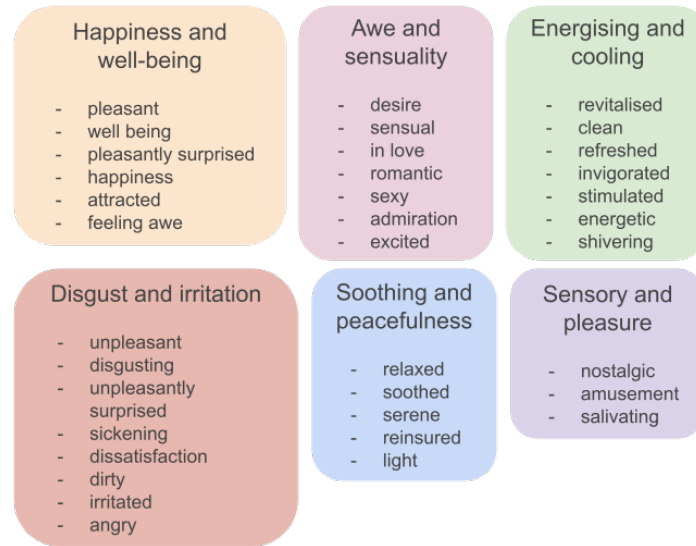 Happiness and
well-being
- pleasant
- well being
- pleasantly surprised
- happiness
- attracted
- feeling awe
Awe and
sensuality
- desire
- sensual
- in love
- romantic
- sexy
- admiration
- excited
Energising and
cooling
- revitalised
- clean
- refreshed
- invigorated
- stimulated
- energetic
- shivering
Disgust and irritation
- unpleasant
- disgusting
- unpleasantly
surprised
- sickening
- dissatisfaction
- dirty
- irritated
- angry
Soothing and
peacefulness
- relaxed
- soothed
- serene
- reinsured
- light
Sensory and
pleasure
- nostalgic
- amusement
- salivating